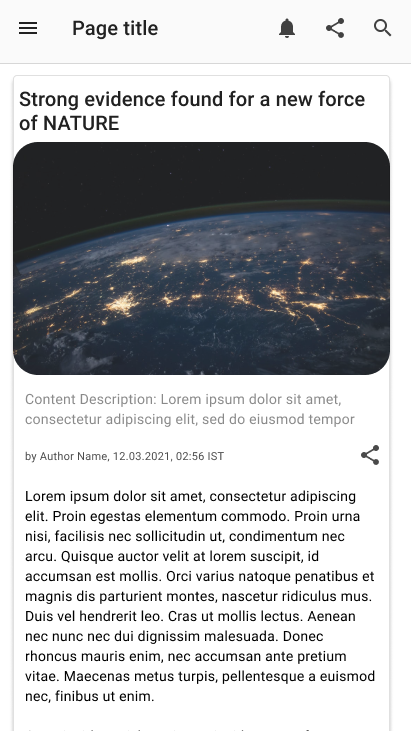 Page title
Strong evidence found for a new force
of NATURE
Content Description: Lorem ipsum dolor sit amet,
consectetur adipiscing elit, sed do eiusmod tempor
by Author Name, 12.03.2021, 02:56 IST
Lorem ipsum dolor sit amet, consectetur adipiscing
elit. Proin egestas elementum commodo. Proin urna
nisi, facilisis nec sollicitudin ut, condimentum nec
arcu. Quisque auctor velit at lorem suscipit, id
accumsan est mollis. Orci varius natoque penatibus et
magnis dis parturient montes, nascetur ridiculus mus.
Duis vel hendrerit leo. Cras ut mollis lectus. Aenean
nec nunc nec dui dignissim malesuada. Donec
rhoncus mauris enim, nec accumsan ante pretium
vitae. Maecenas metus turpis, pellentesque a euismod
nec, finibus ut enim.